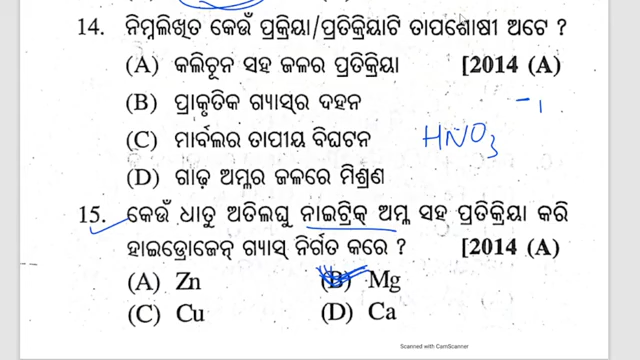 14. ନିମ୍ନଲିଖିତ କେଉଁ ପ୍ରକ୍ରିୟା/ପ୍ରତିକ୍ରିୟାଟି ତାପଶୋଷୀ ଅଟେ ?
(A) କଲିଚୂନ ସହ ଜଳର ପ୍ରତିକ୍ରିୟା [2014 (A)
(B) ପ୍ରାକୃତିକ ଗ୍ୟାସ୍‌ର ଦହନ
(C) ମାର୍ବଲର ତାପୀୟ ବିଘଟନ HNO3
(D) ଗାଢ଼ ଅମ୍ଳର ଜଳରେ ମିଶ୍ରଣ
15. କେଉଁ ଧାତୁ ଅତିଲଘୁ ନାଇଟ୍ରିକ୍ ଅମ୍ଳ ସହ ପ୍ରତିକ୍ରିୟା କରି
ହାଇଡ୍ରୋଜେନ୍ ଗ୍ୟାସ୍ ନିର୍ଗତ କରେ ? [2014 (A)
(A) Zn (B) Mg
(C) Cu (D) Ca
Scanned with CamScanner